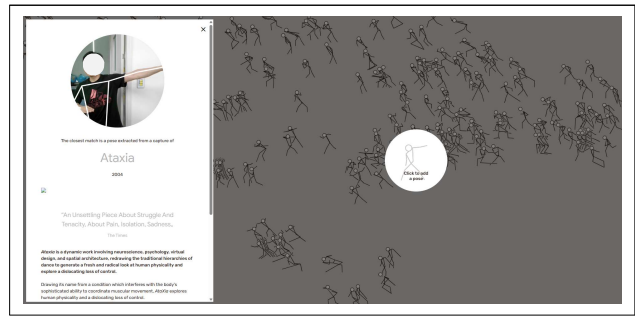 The closest match is a pose extracted from a capture of
Ataxia
2004
"An Unsettling Piece About Struggle And
Tenacity, About Pain, Isolation, Sadness„
The Times
Ataxia is a dynamic work involving neuroscience, psychology, virtual
design, and spatial architecture, redrawing the traditional hierarchies of
dance to generate a fresh and radical look at human physicality and
explore a dislocating loss of control.
Drawing its name from a condition which interferes with the body's
sophisticated ability to coordinate muscular movement, AtaXia explores
human physicality and a dislocating loss of control.
Click to add
a pose